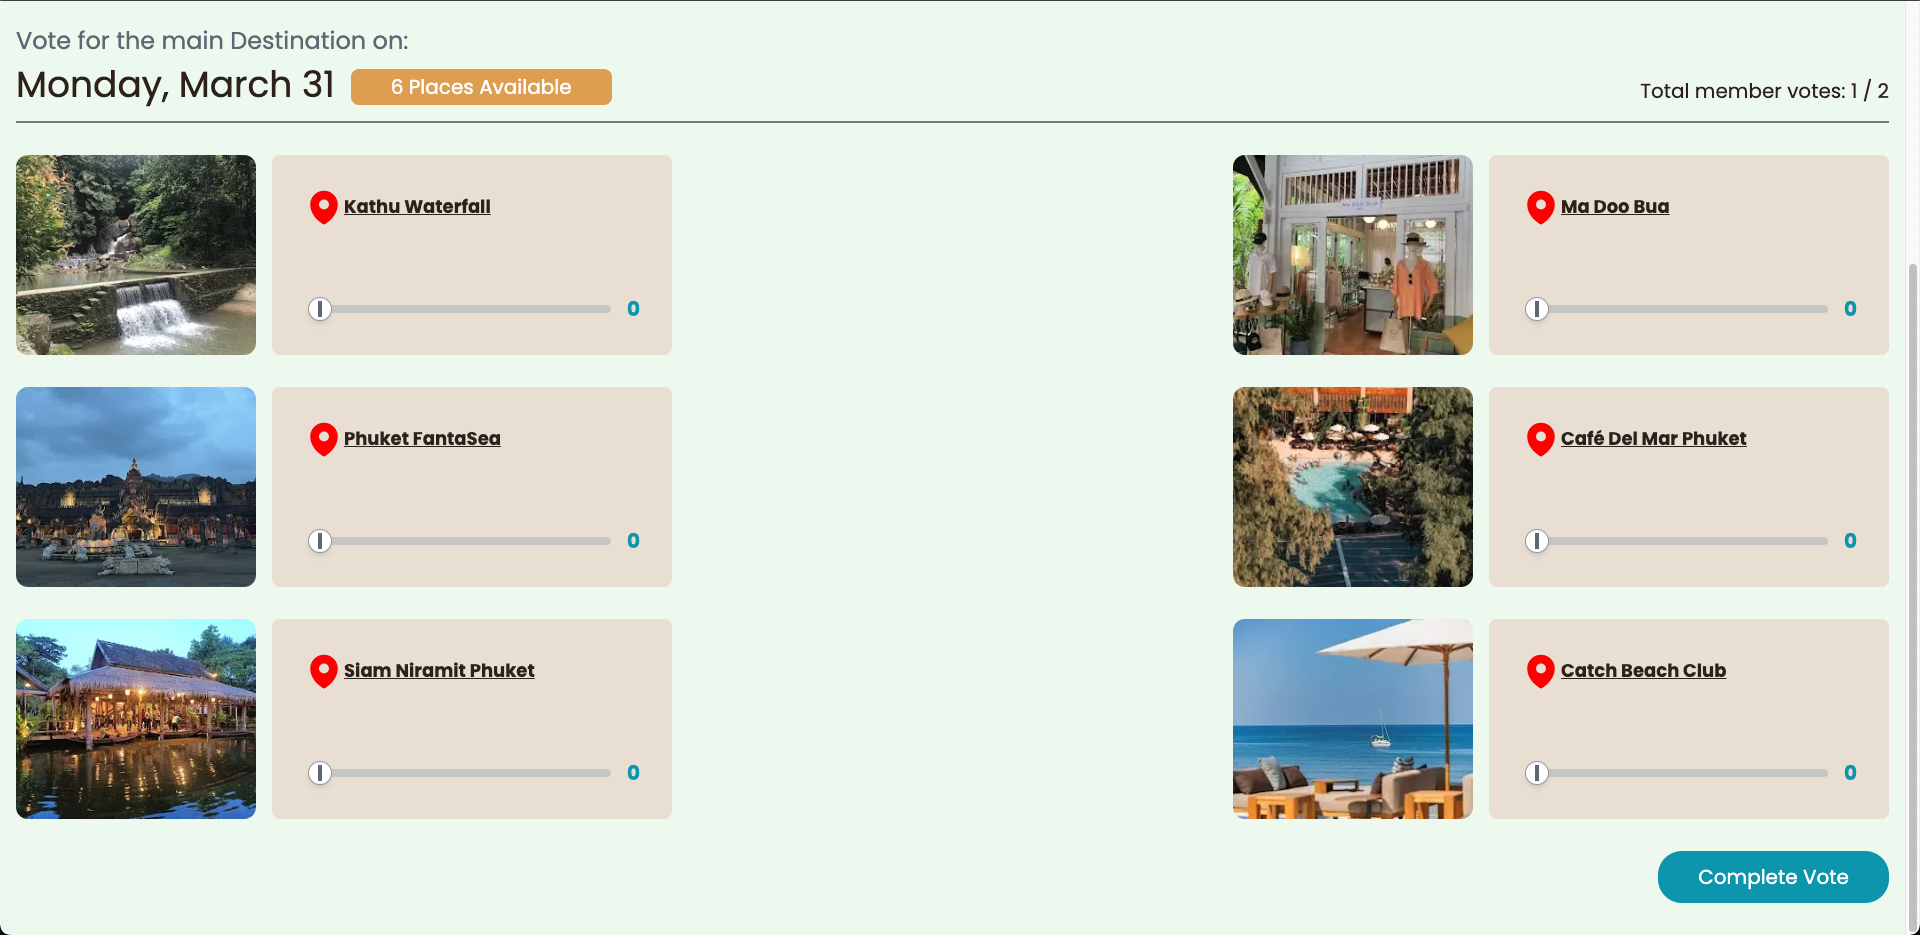 Vote for the main Destination on:
Monday, March 31
6 Places Available
Total member votes: 1 / 2
Kathu Waterfall
0
Ma Doo Bua
0
Phuket FantaSea
0
Café Del Mar Phuket
0
Siam Niramit Phuket
0
Catch Beach Club
0
Complete Vote